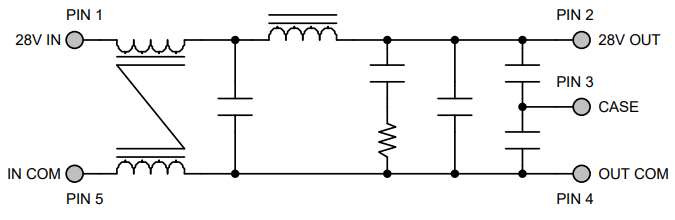 PIN 1
PIN 2
28V IN
28V OUT
PIN 3
CASE
IN COM
OUT COM
PIN 5
PIN 4